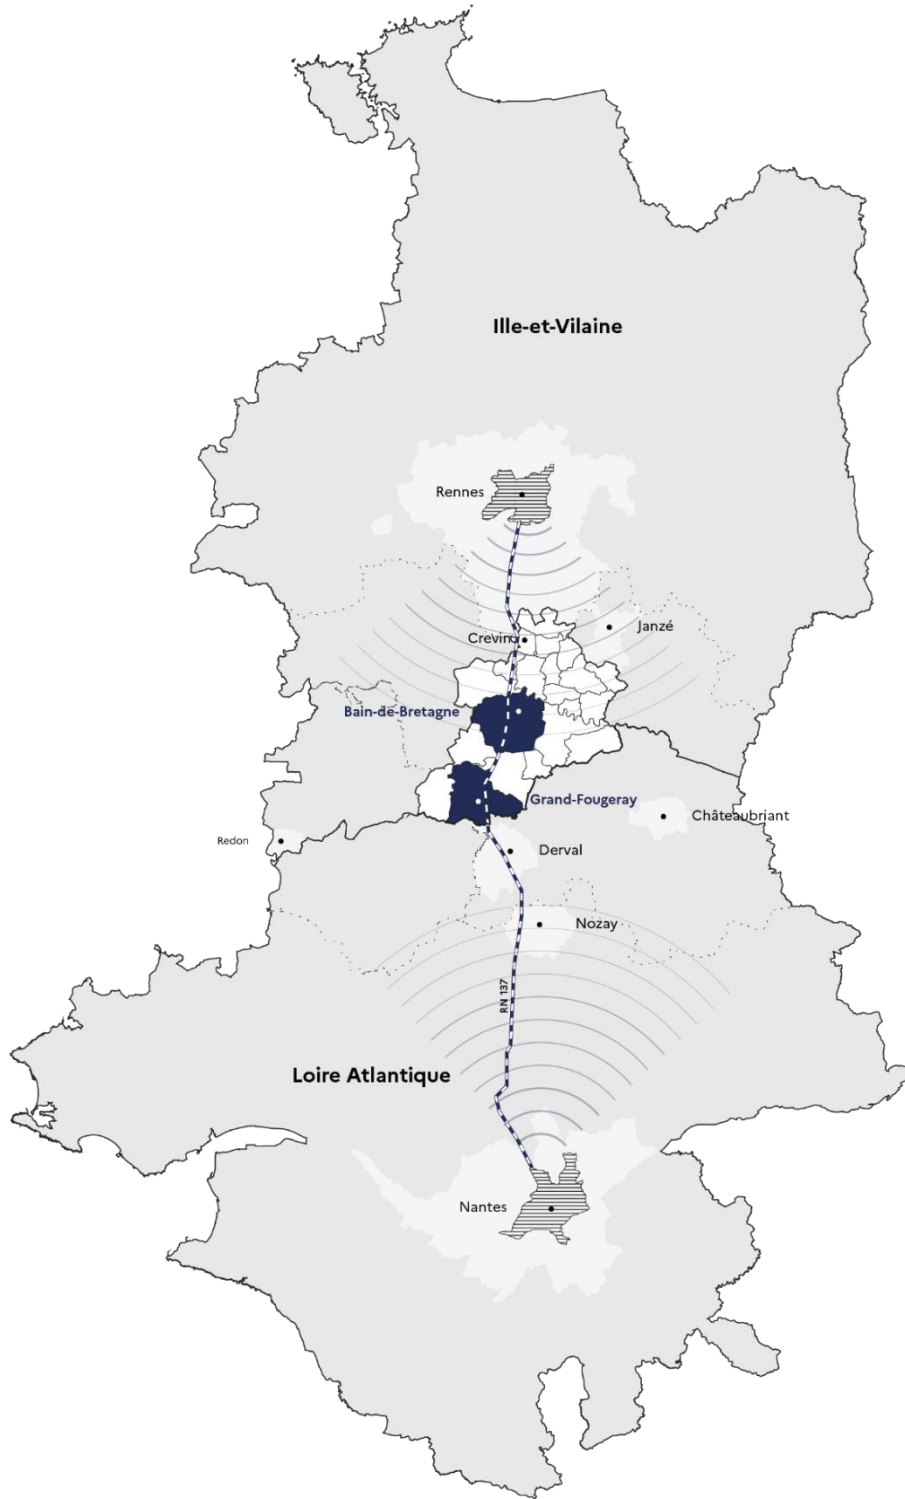 Ille-et-Vilaine
Rennes
Janzé
Crevin
Bain-de-Bretagne
Grand-Fougeray
Châteaubriant
Redon
Derval
Nozay
RN 137
Loire Atlantique
Nantes